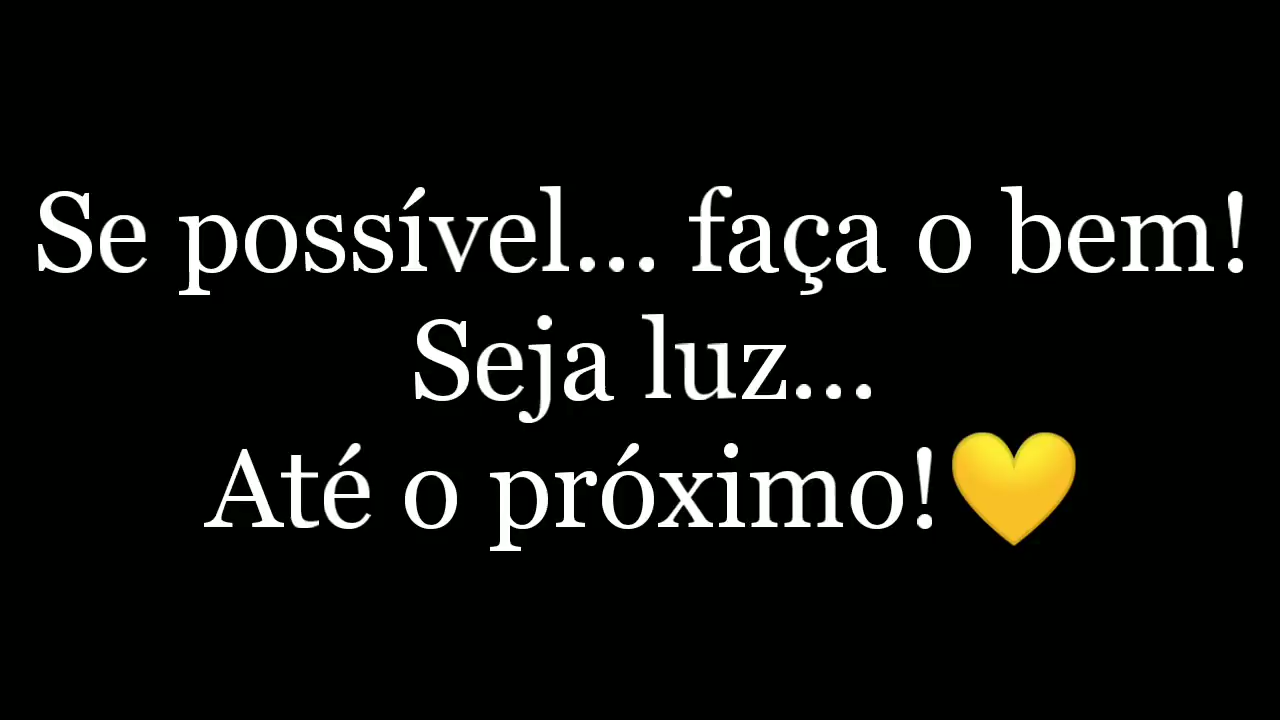 Se possível... faça o bem!
Seja luz...
Até o próximo!💛